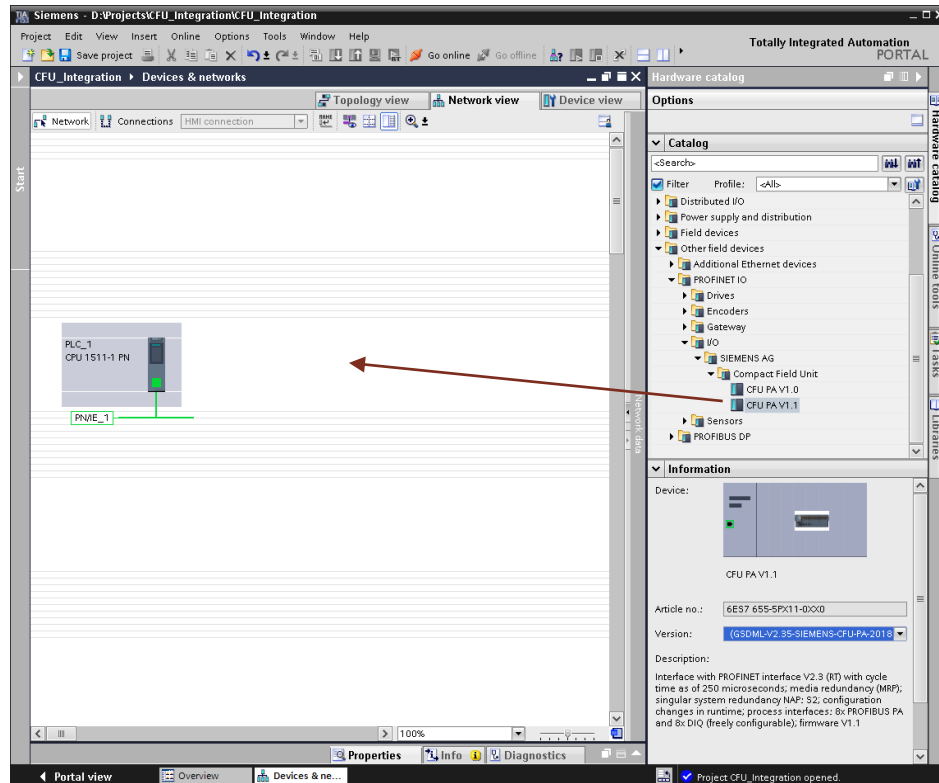 Siemens - D:\Projects\CFU_Integration\CFU_Integration
Project Edit View Insert Online Options Tools Window Help
Totally Integrated Automation
PORTAL
Save project
Go online
Go offline
CFU_Integration ▸ Devices & networks
Topology view
Network view
Device view
Network
Connections
HMI connection
Start
PLC_1
CPU 1511-1 PN
PN/IE_1
Network data
100%
Properties
Info
Diagnostics
Hardware catalog
Options
Catalog
<Search>
Filter
Profile: <All>
Distributed I/O
Power supply and distribution
Field devices
Other field devices
Additional Ethernet devices
PROFINET IO
Drives
Encoders
Gateway
I/O
SIEMENS AG
Compact Field Unit
CFU PA V1.0
CFU PA V1.1
Sensors
PROFIBUS DP
Information
Device:
CFU PA V1.1
Article no.: 6ES7 655-5PX11-0XX0
Version: (GSDML-V2.35-SIEMENS-CFU-PA-2018
Description:
Interface with PROFINET interface V2.3 (RT) with cycle
time as of 250 microseconds; media redundancy (MRP);
singular system redundancy NAP: S2; configuration
changes in runtime; process interfaces: 8x PROFIBUS PA
and 8x DIQ (freely configurable); firmware V1.1
Hardware catalog
Online tools
Tasks
Libraries
Portal view
Overview
Devices & ne...
Project CFU_Integration opened.